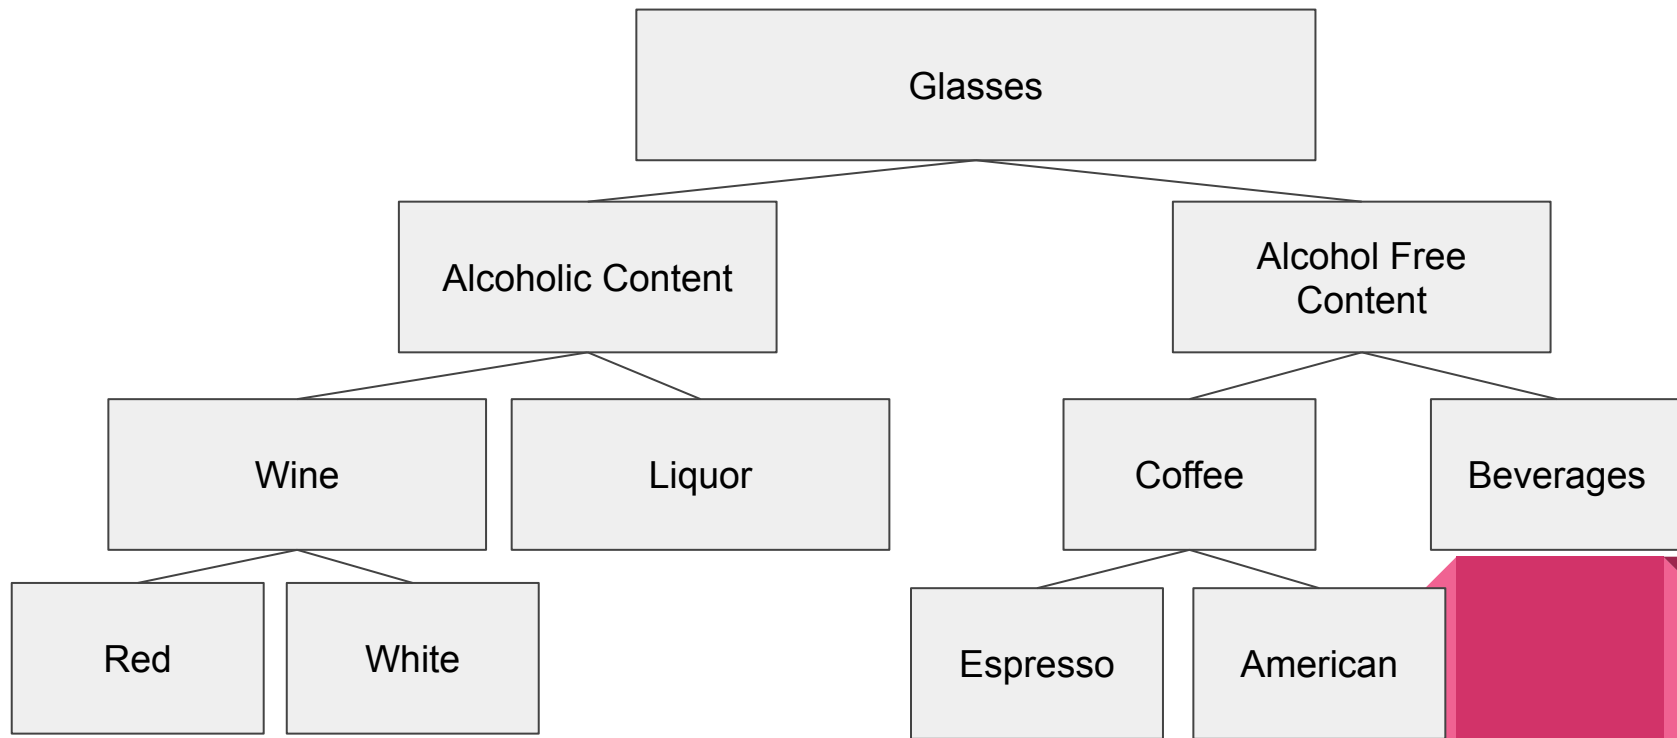 Glasses
Alcoholic Content
Alcohol Free
Content
Wine
Liquor
Coffee
Beverages
Red
White
Espresso
American